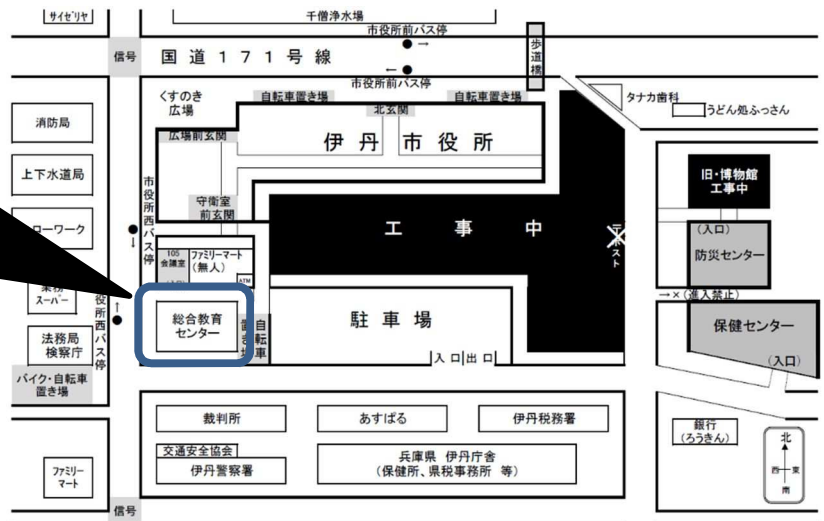 サイゼリヤ
千僧浄水場
市役所前バス停
● →
信号
国道171号線
← ●
市役所前バス停
歩道橋
くすのき
広場
自転車置き場
北玄関
自転車置き場
タナカ歯科
うどん処ふっさん
消防局
広場前玄関
伊丹市役所
上下水道局
市役所西バス停
●
↓
守衛室
前玄関
旧・博物館
工事中
ローワーク
工事中
105
会議室
ファミリーマート
(無人)
ATM
(入口)
防災センター
スーパー
↑
●
役所西バス停
総合教育
センター
自転車
置き場
駐車場
→×(進入禁止)
保健センター
(入口)
法務局
検察庁
入口
出口
バイク・自転車
置き場
裁判所
あすぱる
伊丹税務署
銀行
(ろうきん)
交通安全協会
伊丹警察署
兵庫県 伊丹庁舎
(保健所、県税事務所 等)
ファミリー
マート
北
西
東
南
信号